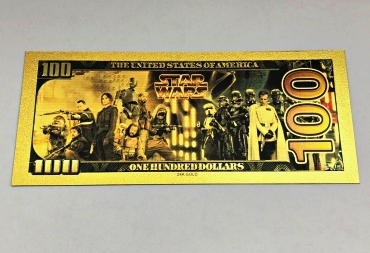 100 THE UNITED STATES OF AMERICA
STAR
WARS
100
100 ONE HUNDRED DOLLARS
24K GOLD